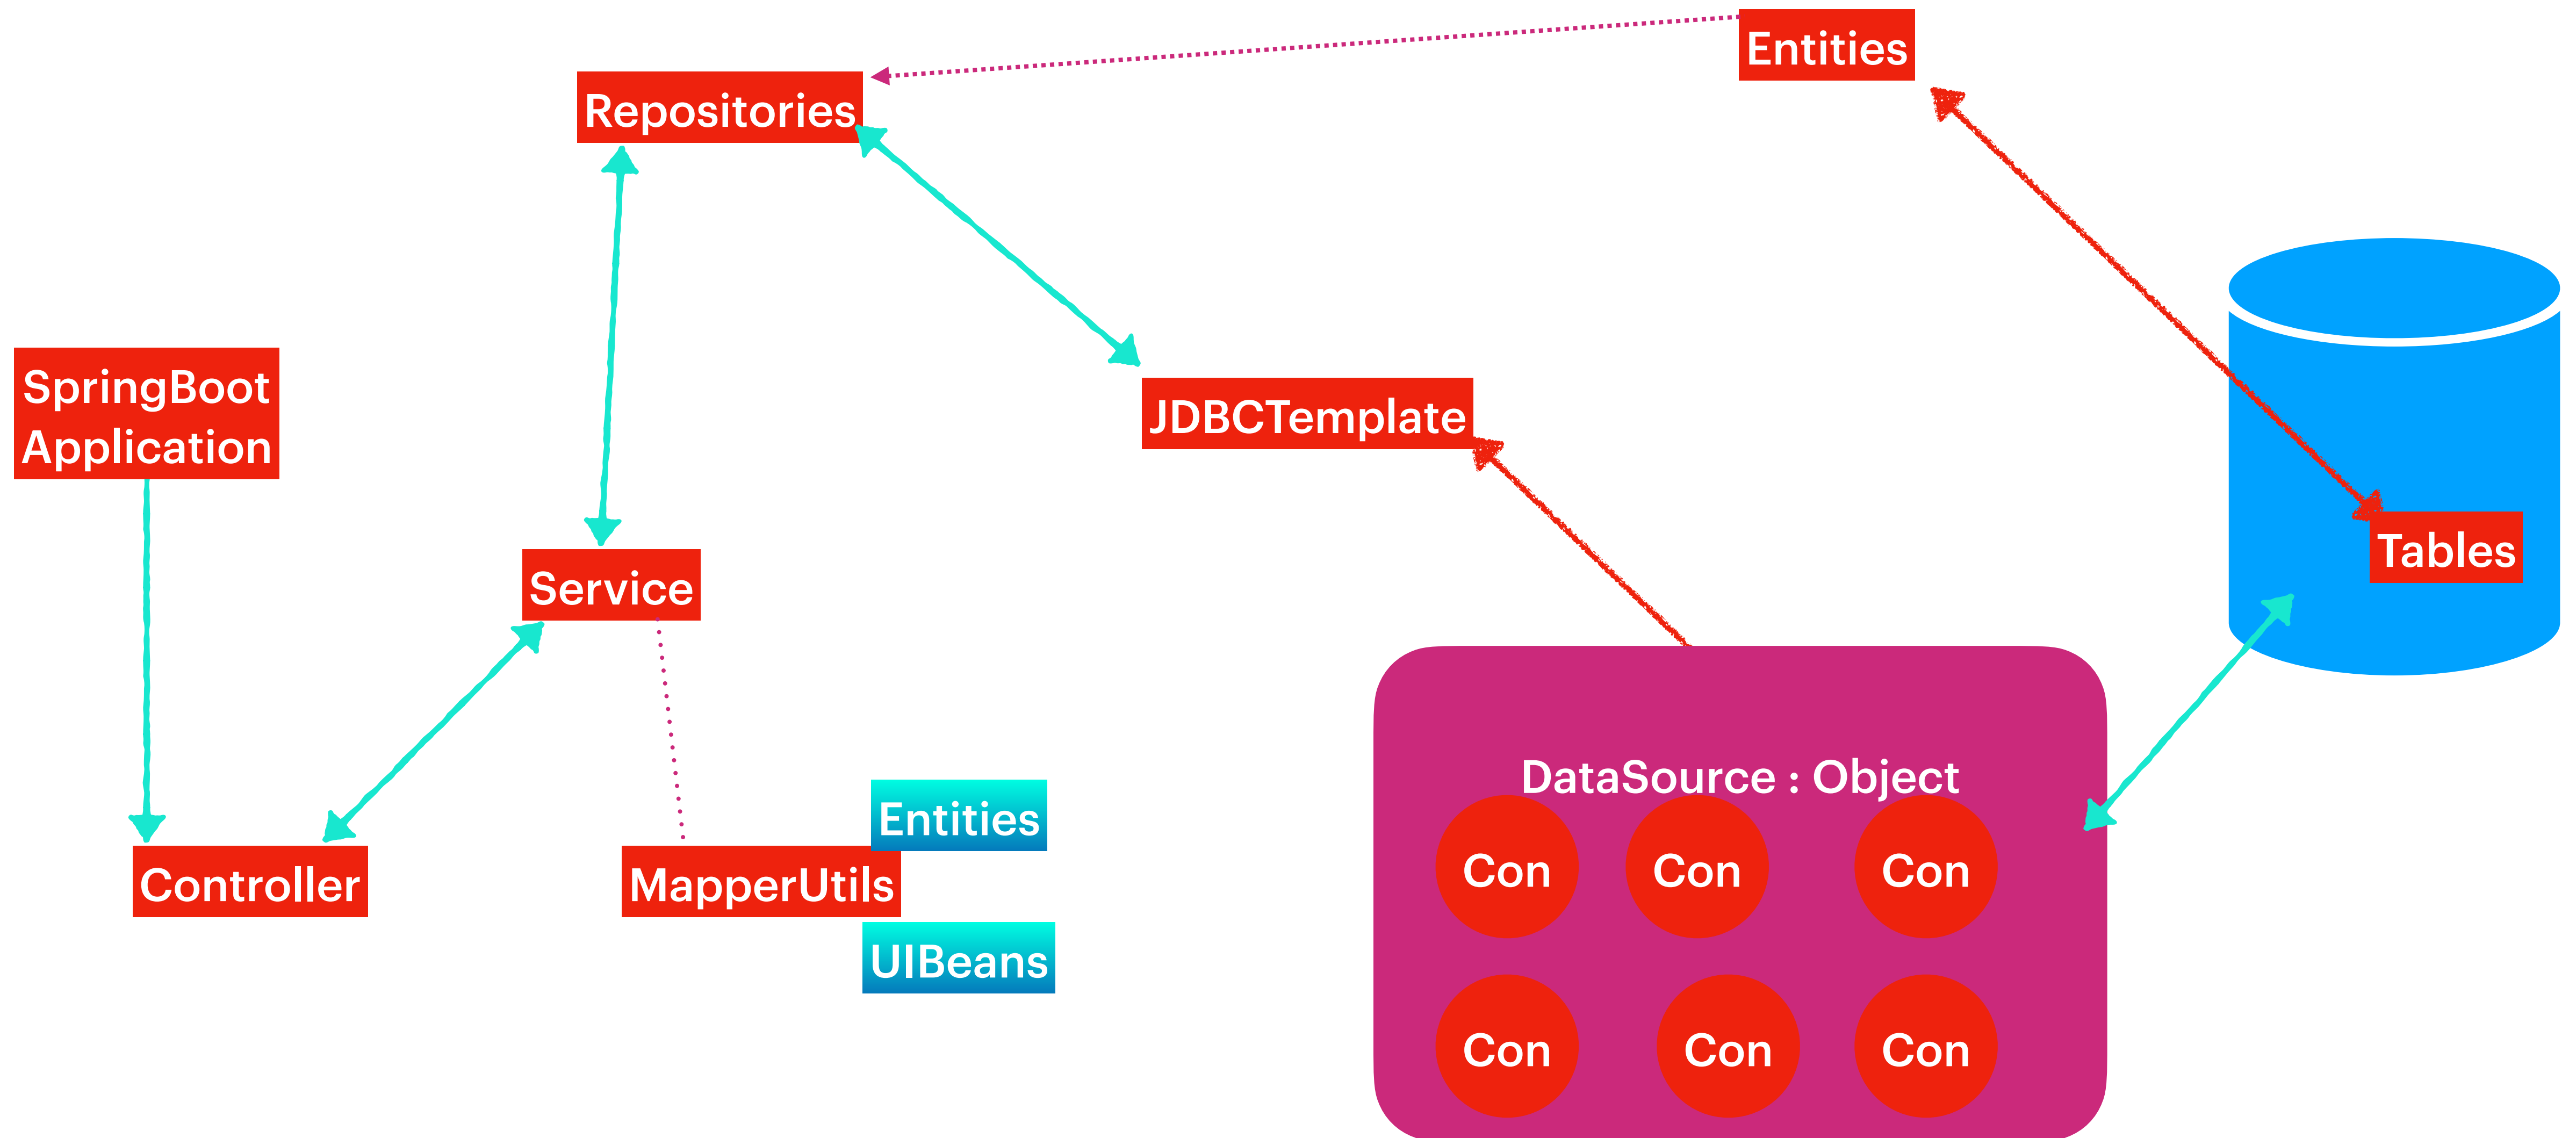 Entities
Repositories
SpringBoot
Application
JDBCTemplate
Tables
Service
DataSource : Object
Entities
Controller
MapperUtils
UIBeans
Con
Con
Con
Con
Con
Con